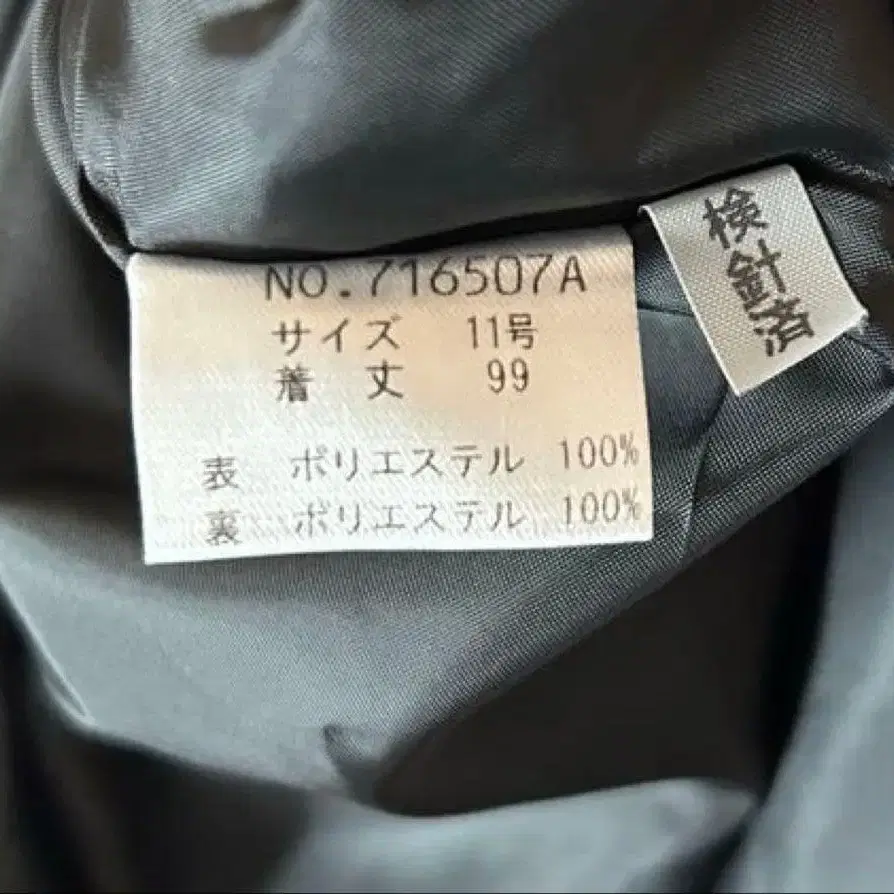 NO.716507A
サイズ 11号
着 丈 99
表 ポリエステル 100%
裏 ポリエステル 100%
検針済